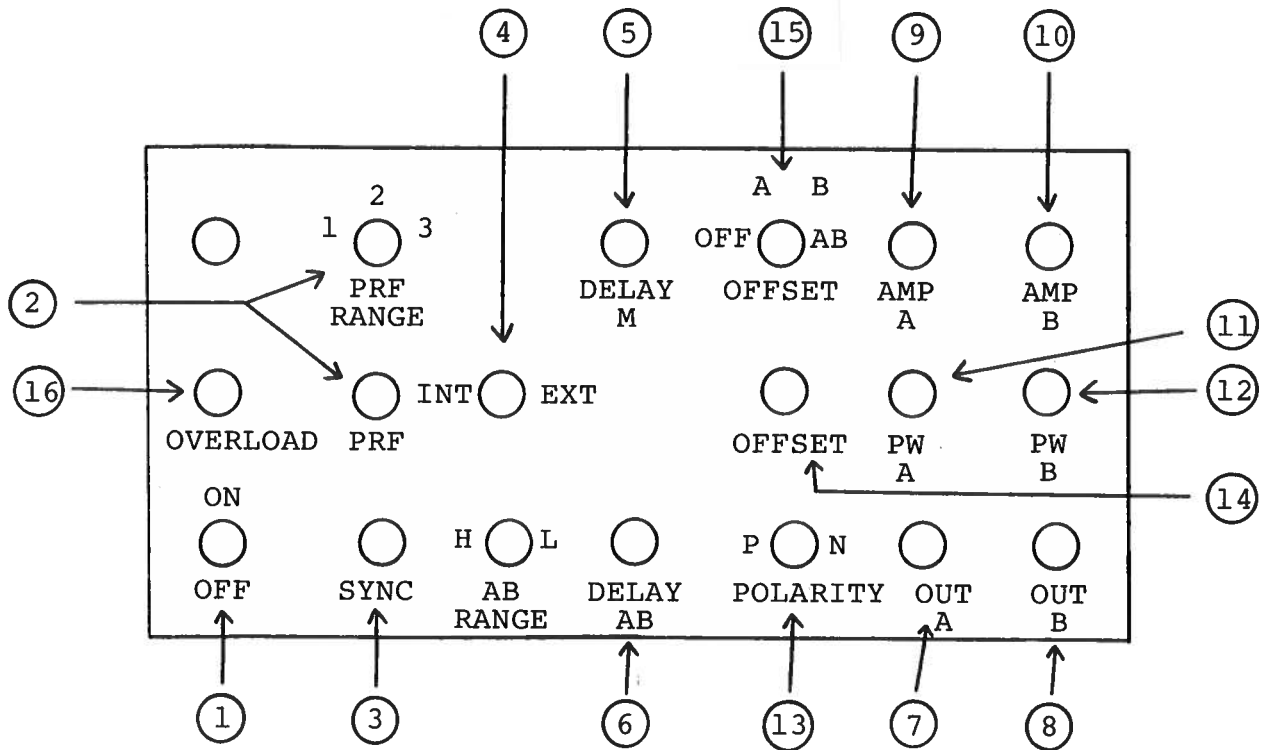 4 5 15 9 10
A B
2
1 3 OFF AB
PRF DELAY OFFSET AMP AMP
RANGE M A B
2
11
16 INT EXT 12
OVERLOAD PRF OFFSET PW PW
A B
14
ON
H L P N
OFF SYNC AB DELAY POLARITY OUT OUT
RANGE AB A B
1 3 6 13 7 8